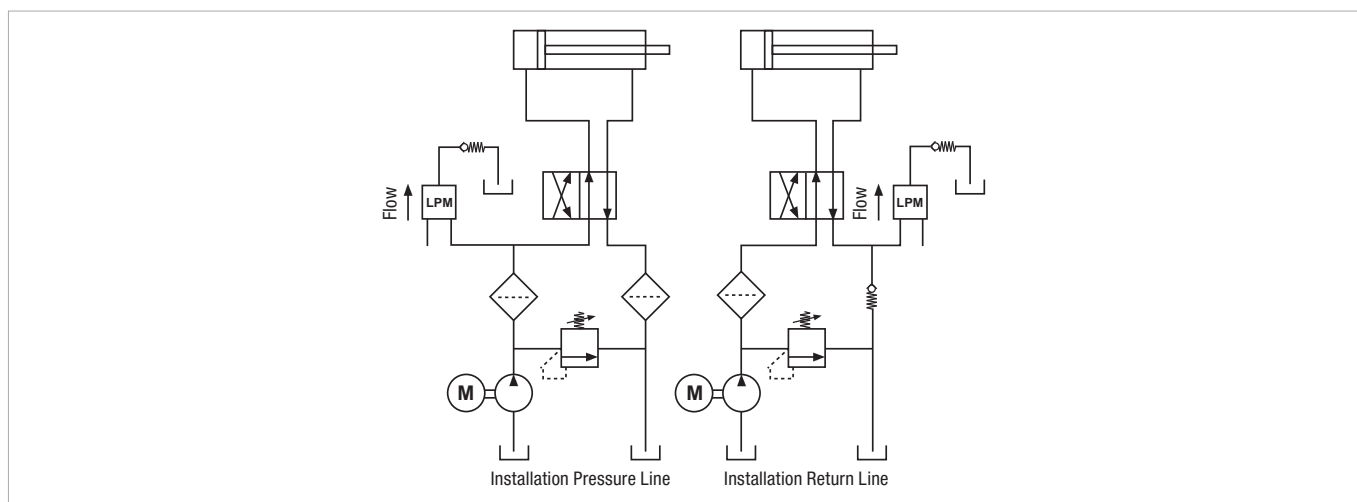 Flow
LPM
Flow
LPM
M
M
Installation Pressure Line
Installation Return Line